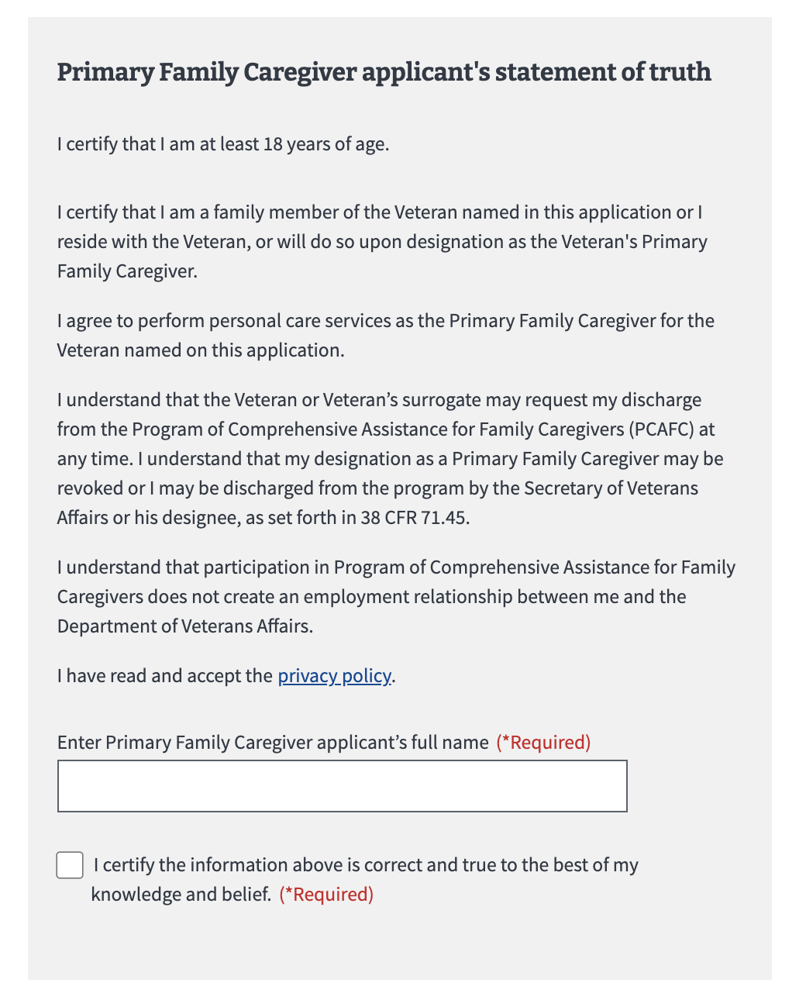 Primary Family Caregiver applicant's statement of truth
I certify that I am at least 18 years of age.
I certify that I am a family member of the Veteran named in this application or I
reside with the Veteran, or will do so upon designation as the Veteran's Primary
Family Caregiver.
I agree to perform personal care services as the Primary Family Caregiver for the
Veteran named on this application.
I understand that the Veteran or Veteran’s surrogate may request my discharge
from the Program of Comprehensive Assistance for Family Caregivers (PCAFC) at
any time. I understand that my designation as a Primary Family Caregiver may be
revoked or I may be discharged from the program by the Secretary of Veterans
Affairs or his designee, as set forth in 38 CFR 71.45.
I understand that participation in Program of Comprehensive Assistance for Family
Caregivers does not create an employment relationship between me and the
Department of Veterans Affairs.
I have read and accept the privacy policy.
Enter Primary Family Caregiver applicant’s full name (*Required)
I certify the information above is correct and true to the best of my
knowledge and belief. (*Required)